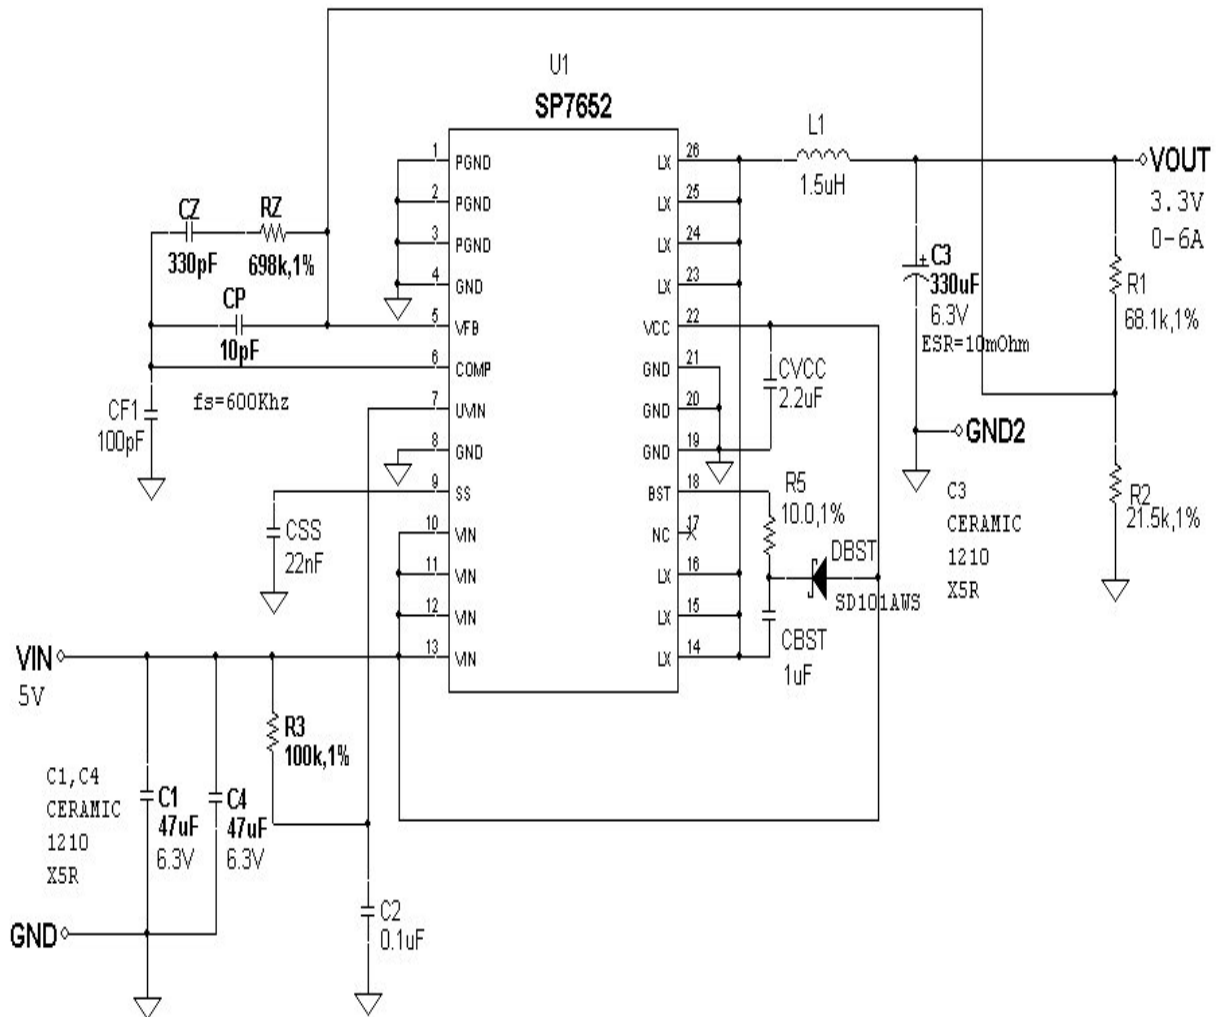 U1
SP7652
1 PGND
2 PGND
3 PGND
4 GND
5 VFB
6 COMP
7 UVIN
8 GND
9 SS
10 VIN
11 VIN
12 VIN
13 VIN
26 LX
25 LX
24 LX
23 LX
22 VCC
21 GND
20 GND
19 GND
18 BST
17 NC
16 LX
15 LX
14 LX
CZ
330pF
RZ
698k,1%
CP
10pF
fs=600Khz
CF1
100pF
CSS
22nF
VIN
5V
C1,C4
CERAMIC
1210
X5R
GND
C1
47uF
6.3V
C4
47uF
6.3V
R3
100k,1%
C2
0.1uF
L1
1.5uH
VOUT
3.3V
0-6A
+
C3
330uF
6.3V
ESR=10mOhm
R1
68.1k,1%
CVCC
2.2uF
GND2
C3
CERAMIC
1210
X5R
R2
21.5k,1%
R5
10.0,1%
DBST
SD101AWS
CBST
1uF